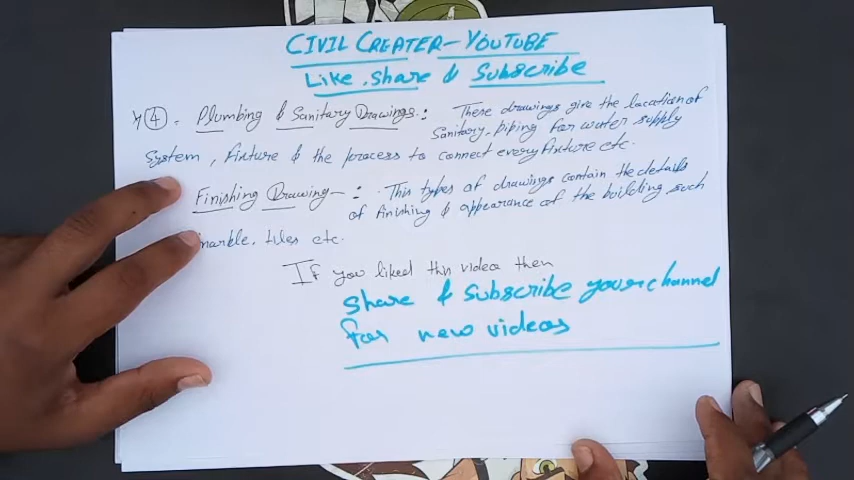 CIVIL CREATER - YOUTUBE
Like, share & Subscribe
④. Plumbing & Sanitary Drawings : These drawings give the location of
Sanitary, piping for water supply
System, fixture & the process to connect every fixture etc.
Finishing Drawing - : This types of drawings contain the details
of finishing & appearance of the building such
marble, tiles etc.
If you liked this video then
Share & subscribe your channel
for new videos